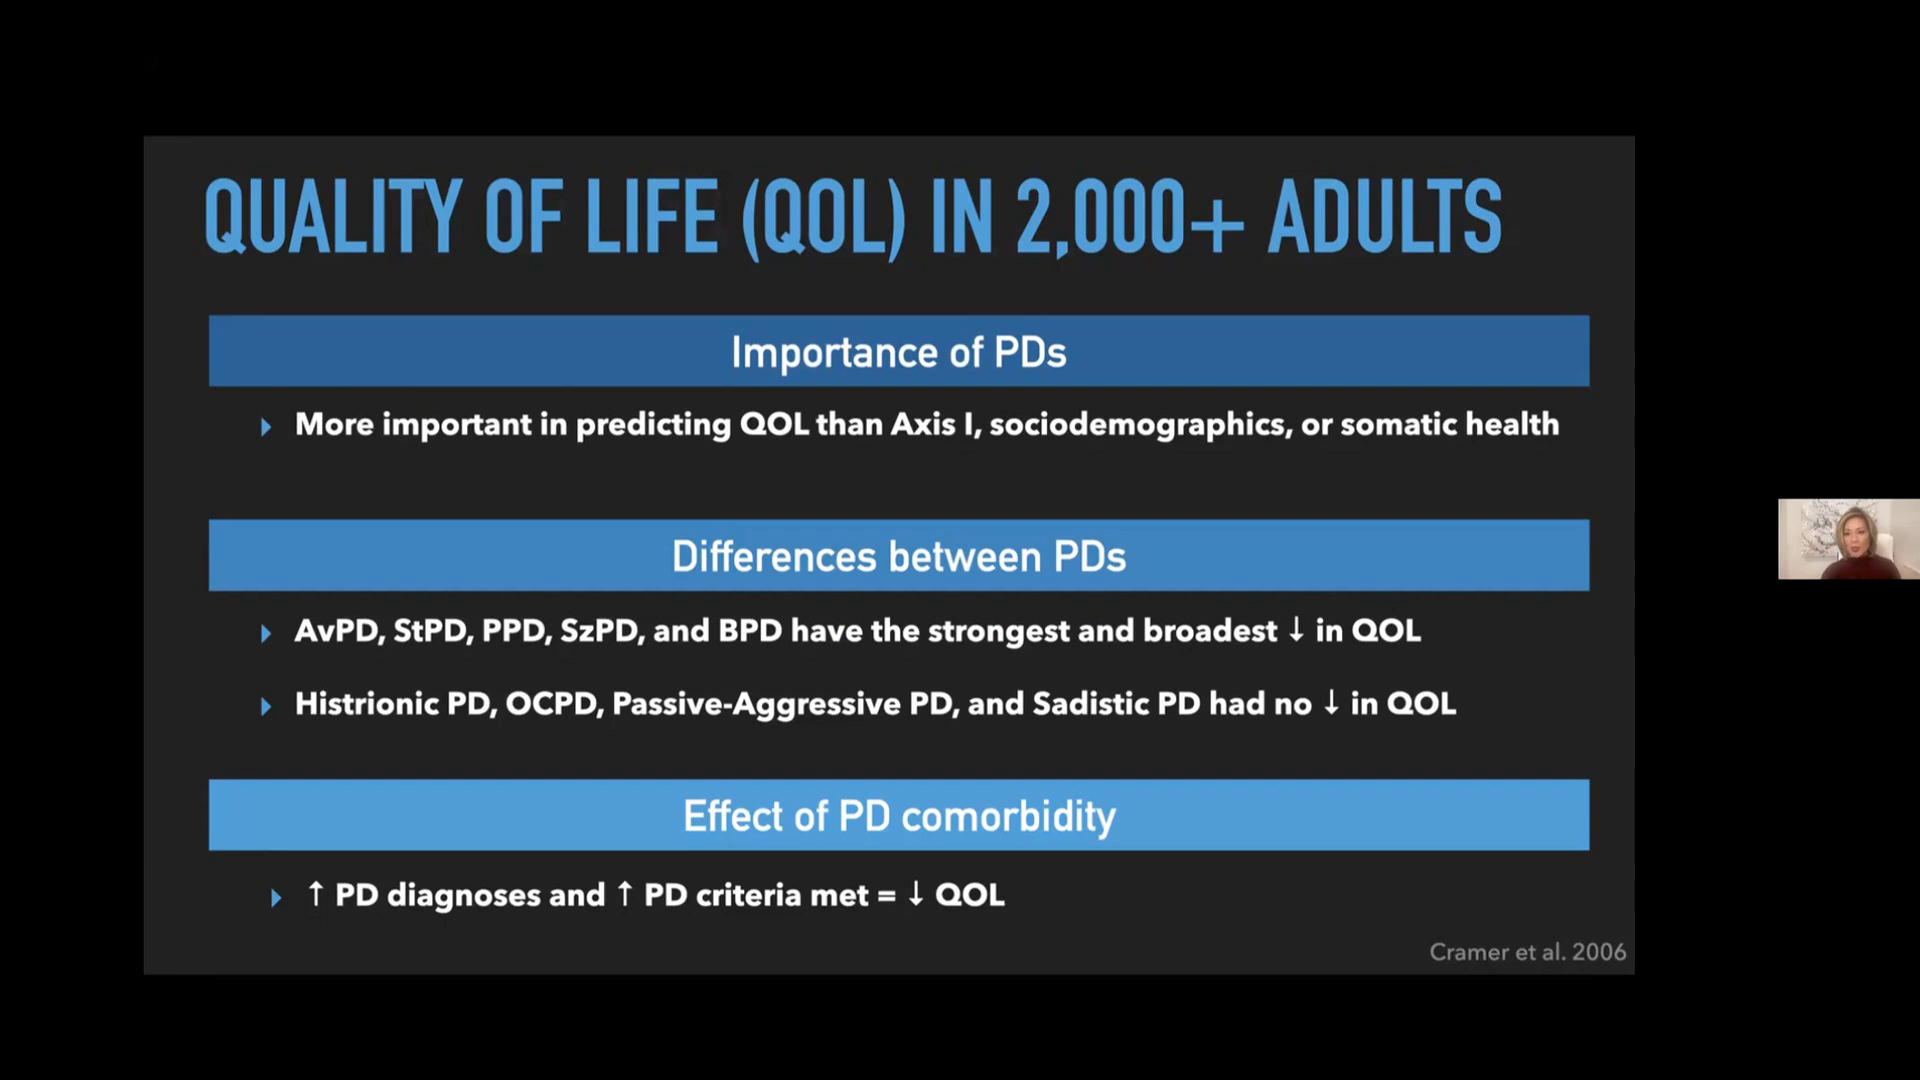 QUALITY OF LIFE (QOL) IN 2,000+ ADULTS
Importance of PDs
More important in predicting QOL than Axis I, sociodemographics, or somatic health
Differences between PDs
AvPD, StPD, PPD, SzPD, and BPD have the strongest and broadest ↓ in QOL
Histrionic PD, OCPD, Passive-Aggressive PD, and Sadistic PD had no ↓ in QOL
Effect of PD comorbidity
↑ PD diagnoses and ↑ PD criteria met = ↓ QOL
Cramer et al. 2006